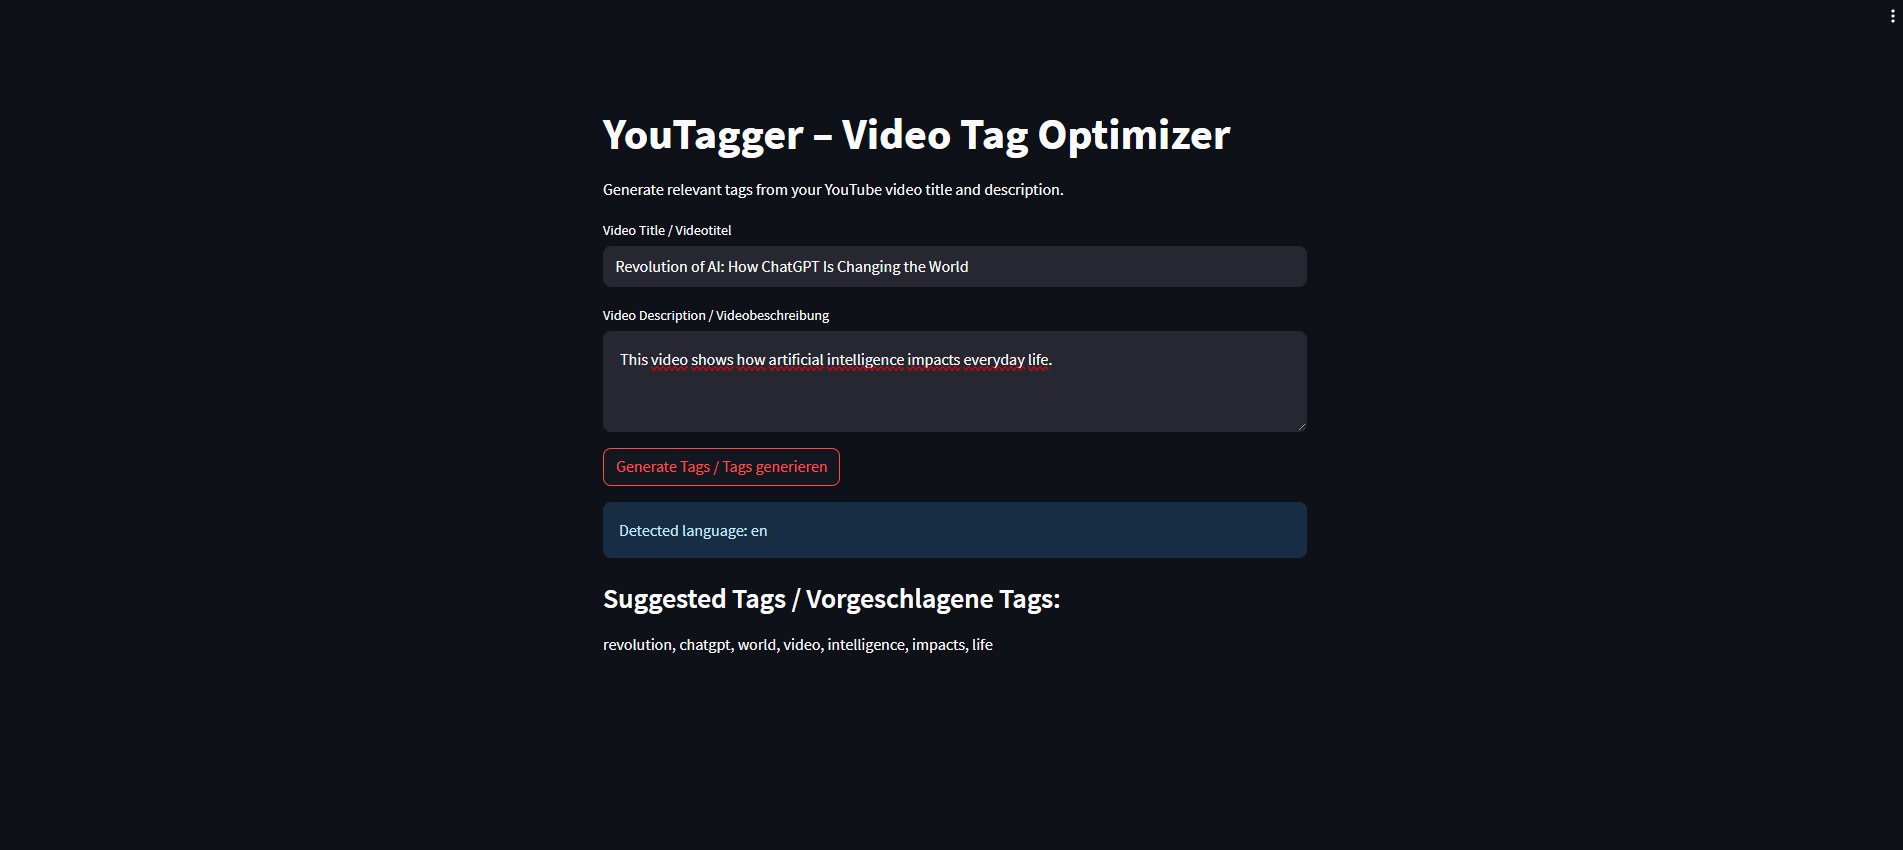 YouTagger – Video Tag Optimizer
Generate relevant tags from your YouTube video title and description.
Video Title / Videotitel
Revolution of AI: How ChatGPT Is Changing the World
Video Description / Videobeschreibung
This video shows how artificial intelligence impacts everyday life.
Generate Tags / Tags generieren
Detected language: en
Suggested Tags / Vorgeschlagene Tags:
revolution, chatgpt, world, video, intelligence, impacts, life